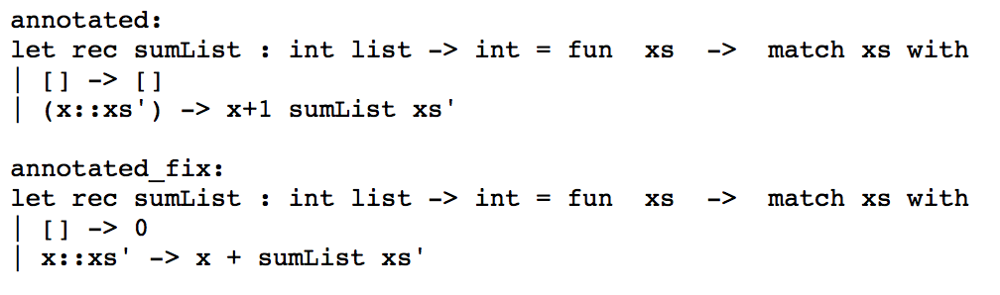 annotated:
let rec sumList : int list -> int = fun  xs  ->  match xs with
| [] -> []
| (x::xs') -> x+1 sumList xs'
annotated_fix:
let rec sumList : int list -> int = fun  xs  ->  match xs with
| [] -> 0
| x::xs' -> x + sumList xs'